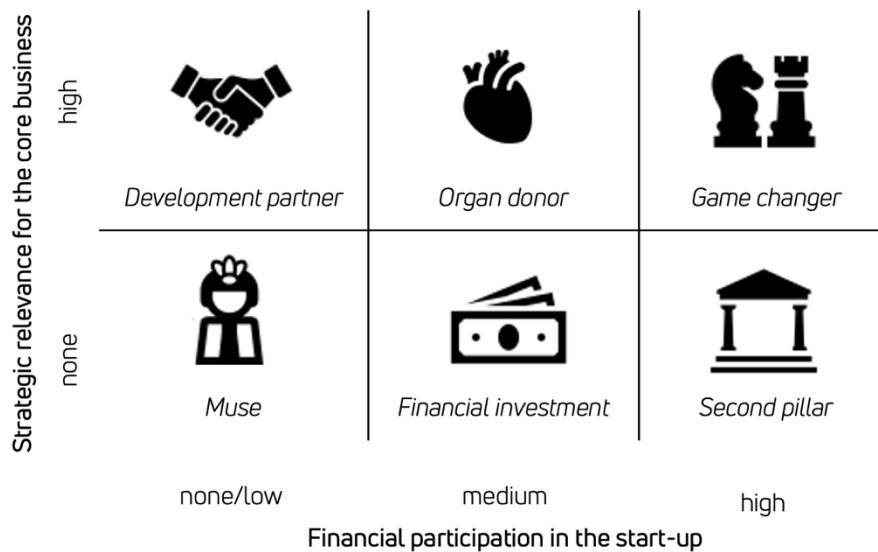 Strategic relevance for the core business
high
Development partner
Organ donor
Game changer
none
Muse
Financial investment
Second pillar
none/low
medium
high
Financial participation in the start-up